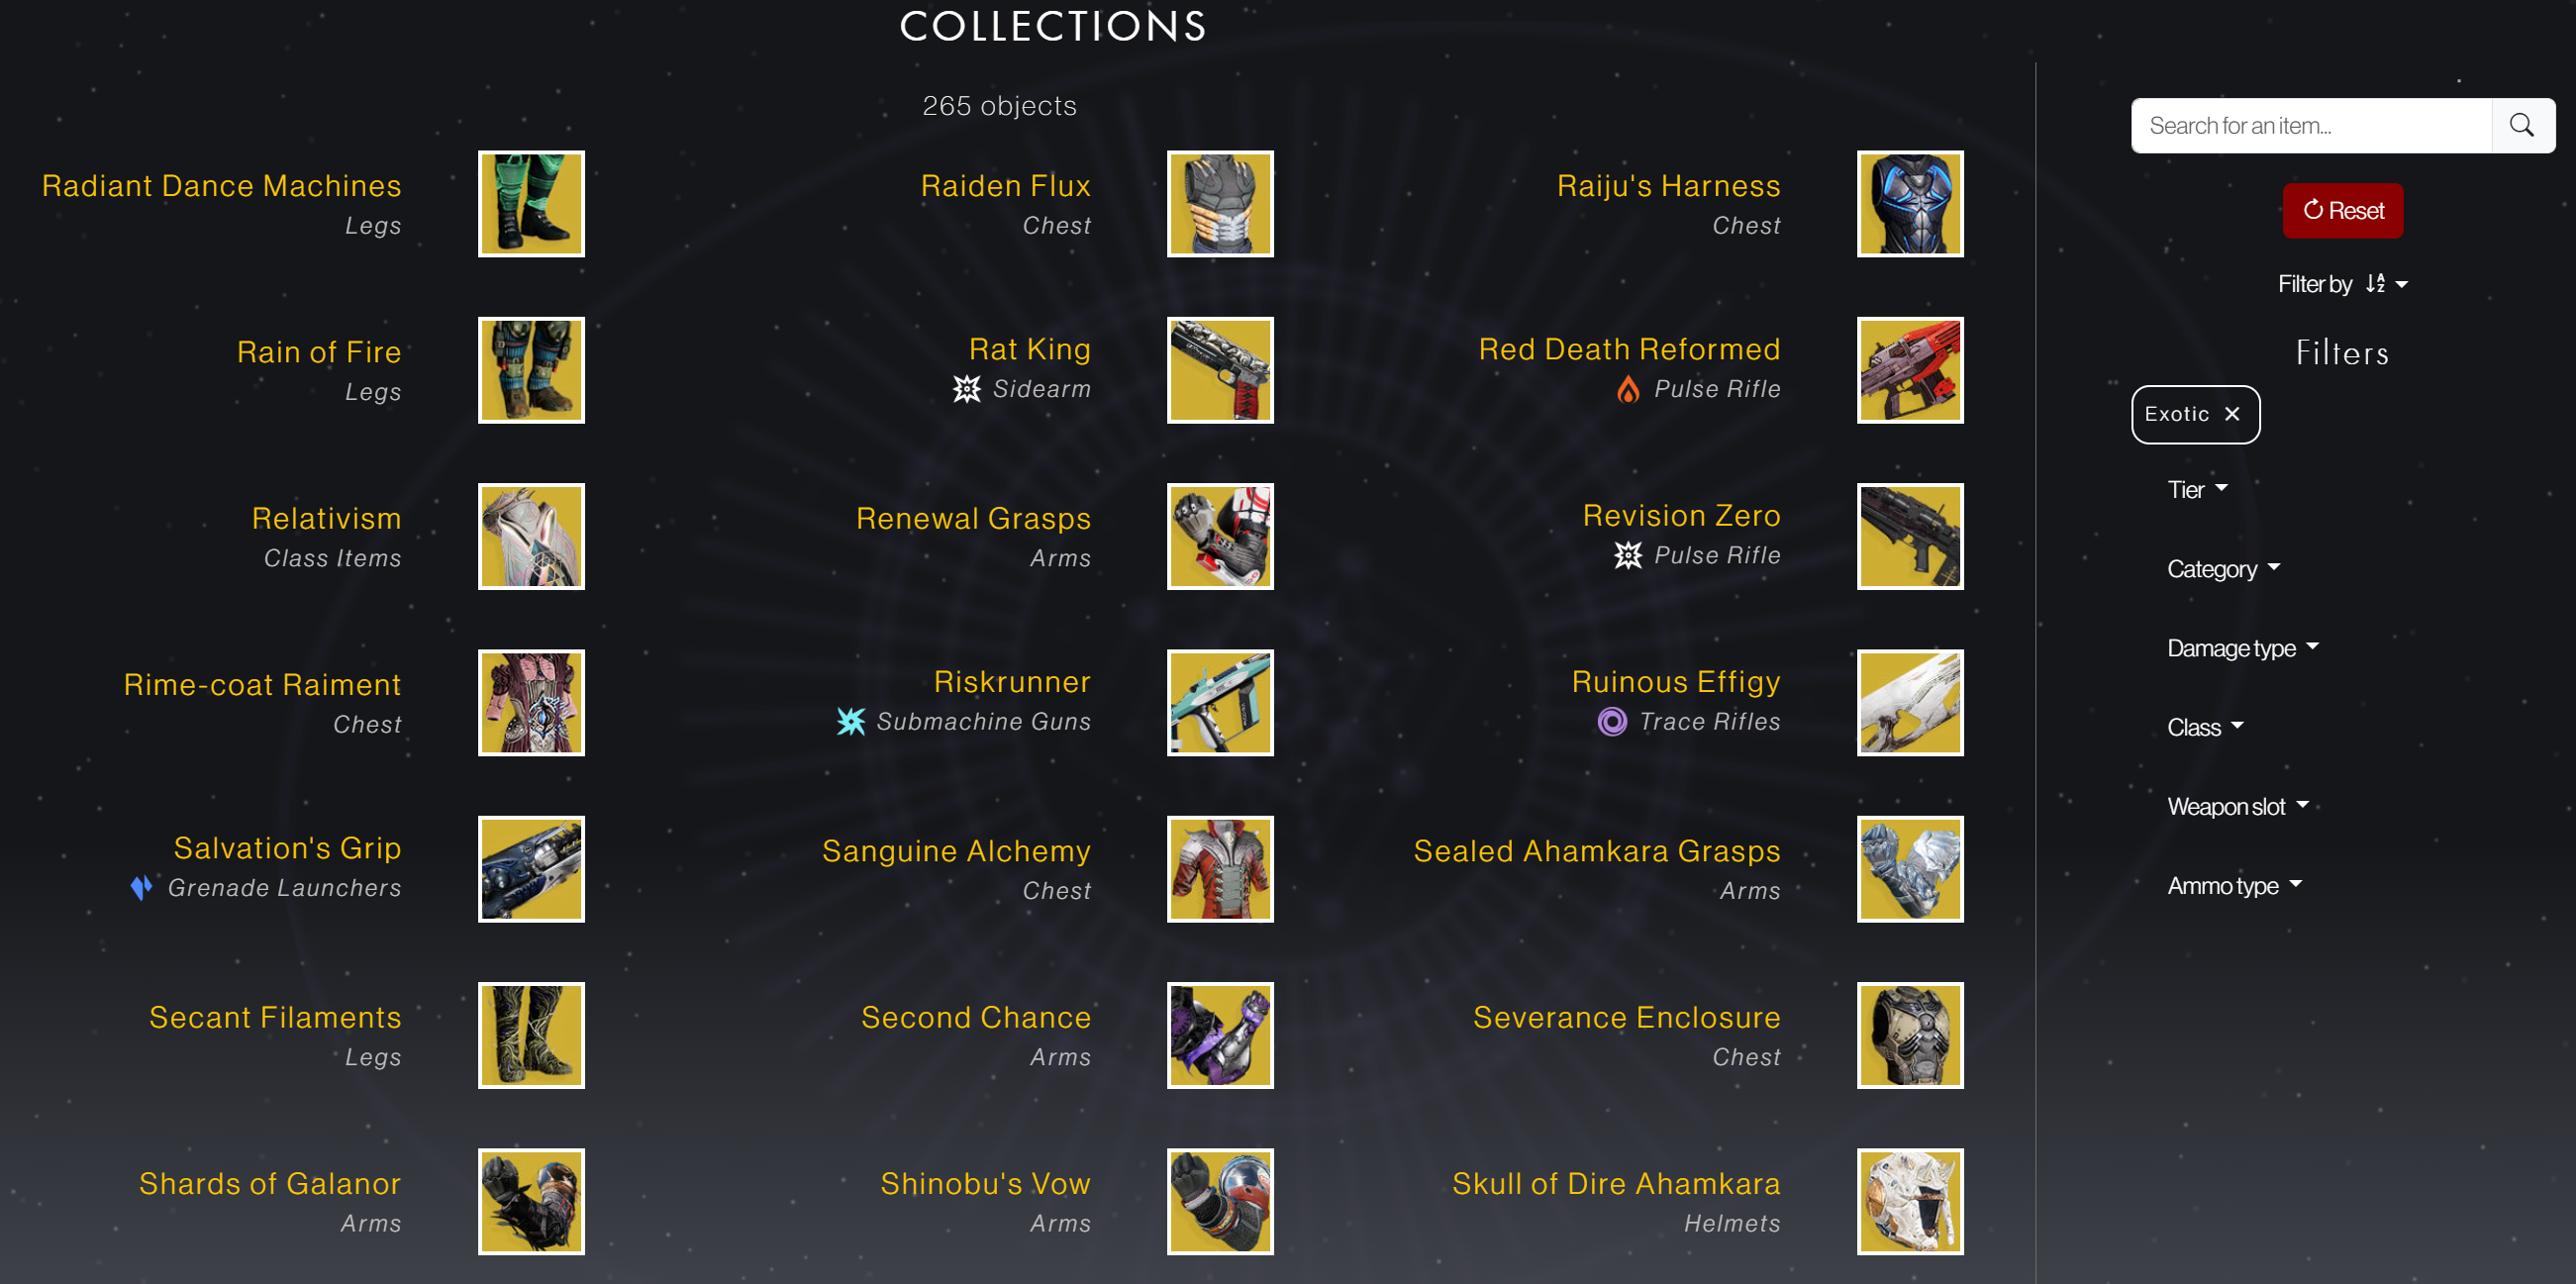 COLLECTIONS
265 objects
Radiant Dance Machines
Legs
Raiden Flux
Chest
Raiju's Harness
Chest
Rain of Fire
Legs
Rat King
Sidearm
Red Death Reformed
Pulse Rifle
Relativism
Class Items
Renewal Grasps
Arms
Revision Zero
Pulse Rifle
Rime-coat Raiment
Chest
Riskrunner
Submachine Guns
Ruinous Effigy
Trace Rifles
Salvation's Grip
Grenade Launchers
Sanguine Alchemy
Chest
Sealed Ahamkara Grasps
Arms
Secant Filaments
Legs
Second Chance
Arms
Severance Enclosure
Chest
Shards of Galanor
Arms
Shinobu's Vow
Arms
Skull of Dire Ahamkara
Helmets
Search for an item...
Reset
Filter by
Filters
Exotic
Tier
Category
Damage type
Class
Weapon slot
Ammo type